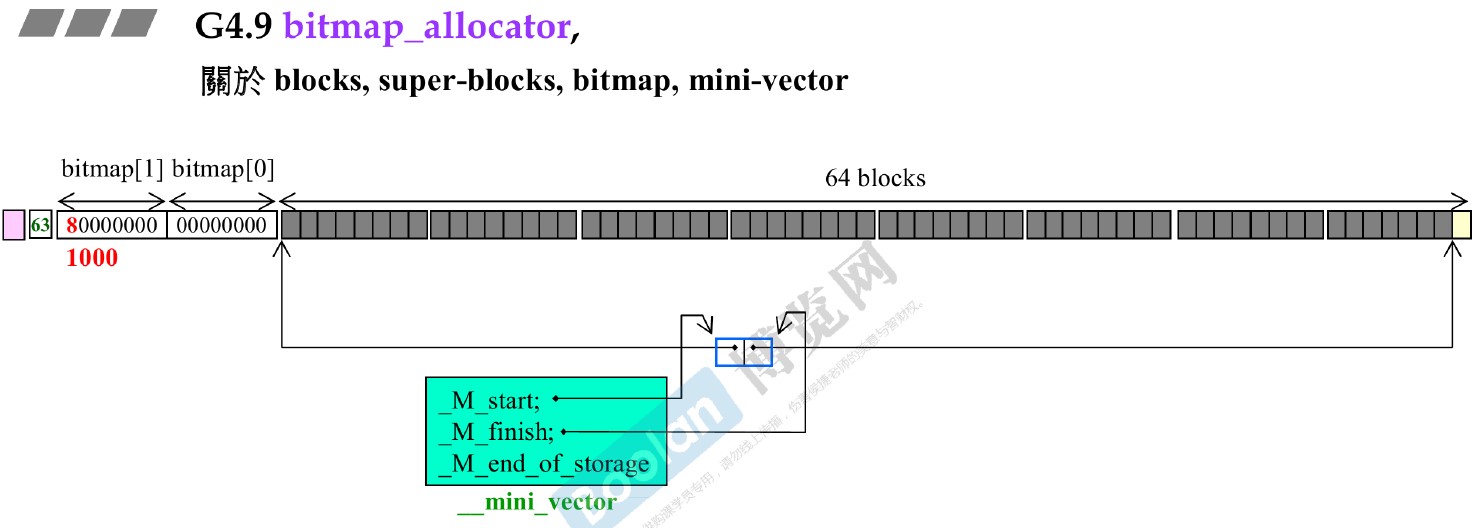 G4.9 bitmap_allocator,
關於 blocks, super-blocks, bitmap, mini-vector
bitmap[1] bitmap[0]
64 blocks
63 80000000 00000000
1000
_M_start;
_M_finish;
_M_end_of_storage
__mini_vector
Boolan 博览网